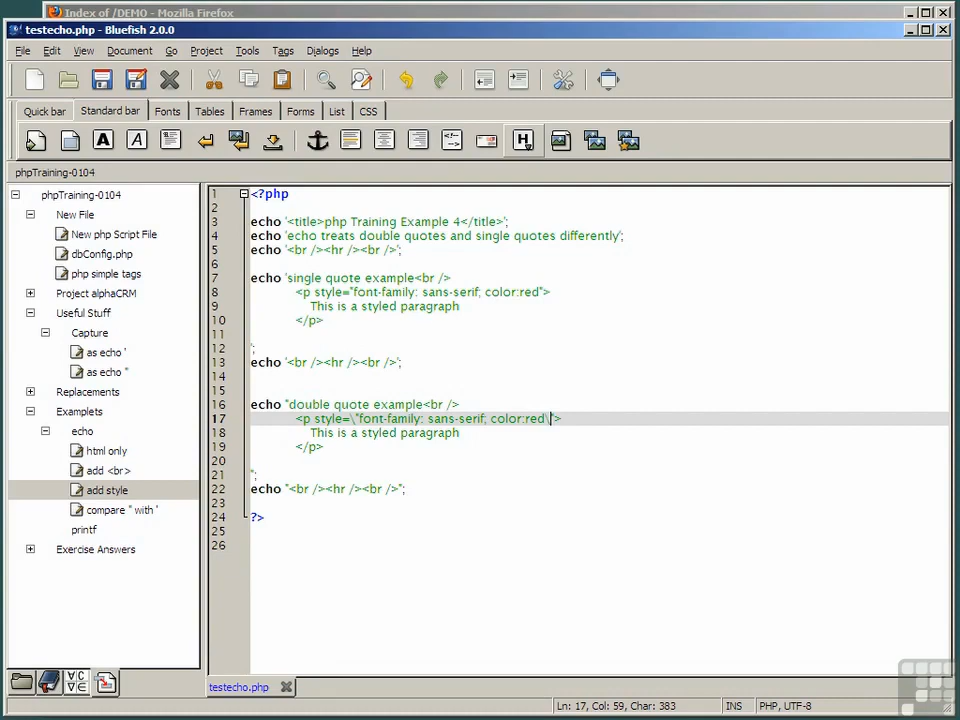 Index of /DEMO - Mozilla Firefox
testecho.php - Bluefish 2.0.0
File Edit View Document Go Project Tools Tags Dialogs Help
Quick bar Standard bar Fonts Tables Frames Forms List CSS
phpTraining-0104
phpTraining-0104
New File
New php Script File
dbConfig.php
php simple tags
Project alphaCRM
Useful Stuff
Capture
as echo '
as echo "
Replacements
Examplets
echo
html only
add <br>
add style
compare " with '
printf
Exercise Answers
1 <?php
2
3 echo '<title>php Training Example 4</title>';
4 echo 'echo treats double quotes and single quotes differently';
5 echo '<br /><hr /><br />';
6
7 echo 'single quote example<br />
8 <p style="font-family: sans-serif; color:red">
9 This is a styled paragraph
10 </p>
11
12 ';
13 echo '<br /><hr /><br />';
14
15
16 echo "double quote example<br />
17 <p style=\"font-family: sans-serif; color:red\">
18 This is a styled paragraph
19 </p>
20
21 ";
22 echo "<br /><hr /><br />";
23
24 ?>
25
26
testecho.php
Ln: 17, Col: 59, Char: 383 INS PHP, UTF-8